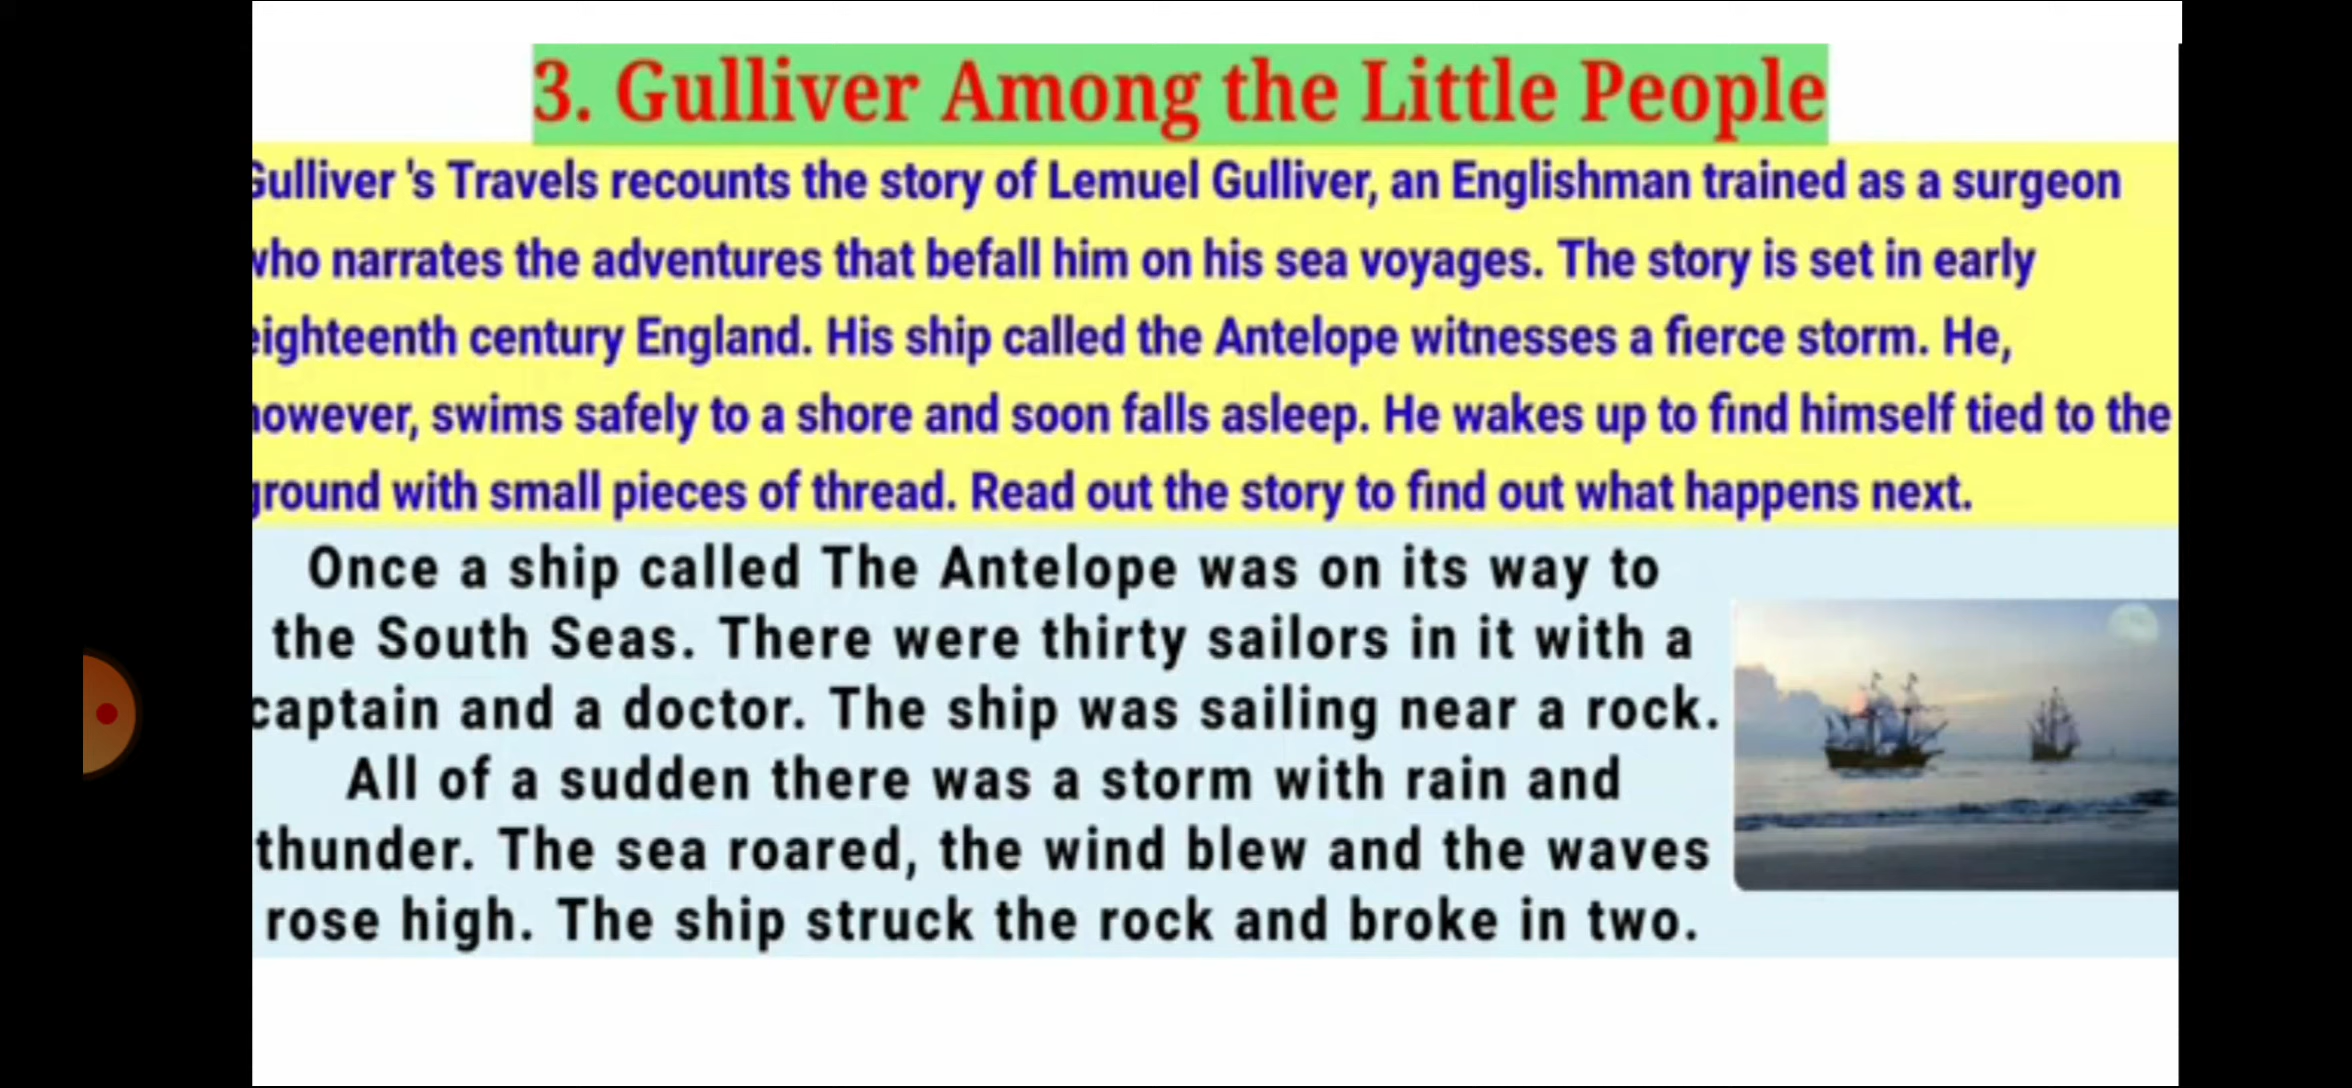 3. Gulliver Among the Little People
Gulliver 's Travels recounts the story of Lemuel Gulliver, an Englishman trained as a surgeon
who narrates the adventures that befall him on his sea voyages. The story is set in early
eighteenth century England. His ship called the Antelope witnesses a fierce storm. He,
however, swims safely to a shore and soon falls asleep. He wakes up to find himself tied to the
ground with small pieces of thread. Read out the story to find out what happens next.
Once a ship called The Antelope was on its way to
the South Seas. There were thirty sailors in it with a
captain and a doctor. The ship was sailing near a rock.
All of a sudden there was a storm with rain and
thunder. The sea roared, the wind blew and the waves
rose high. The ship struck the rock and broke in two.